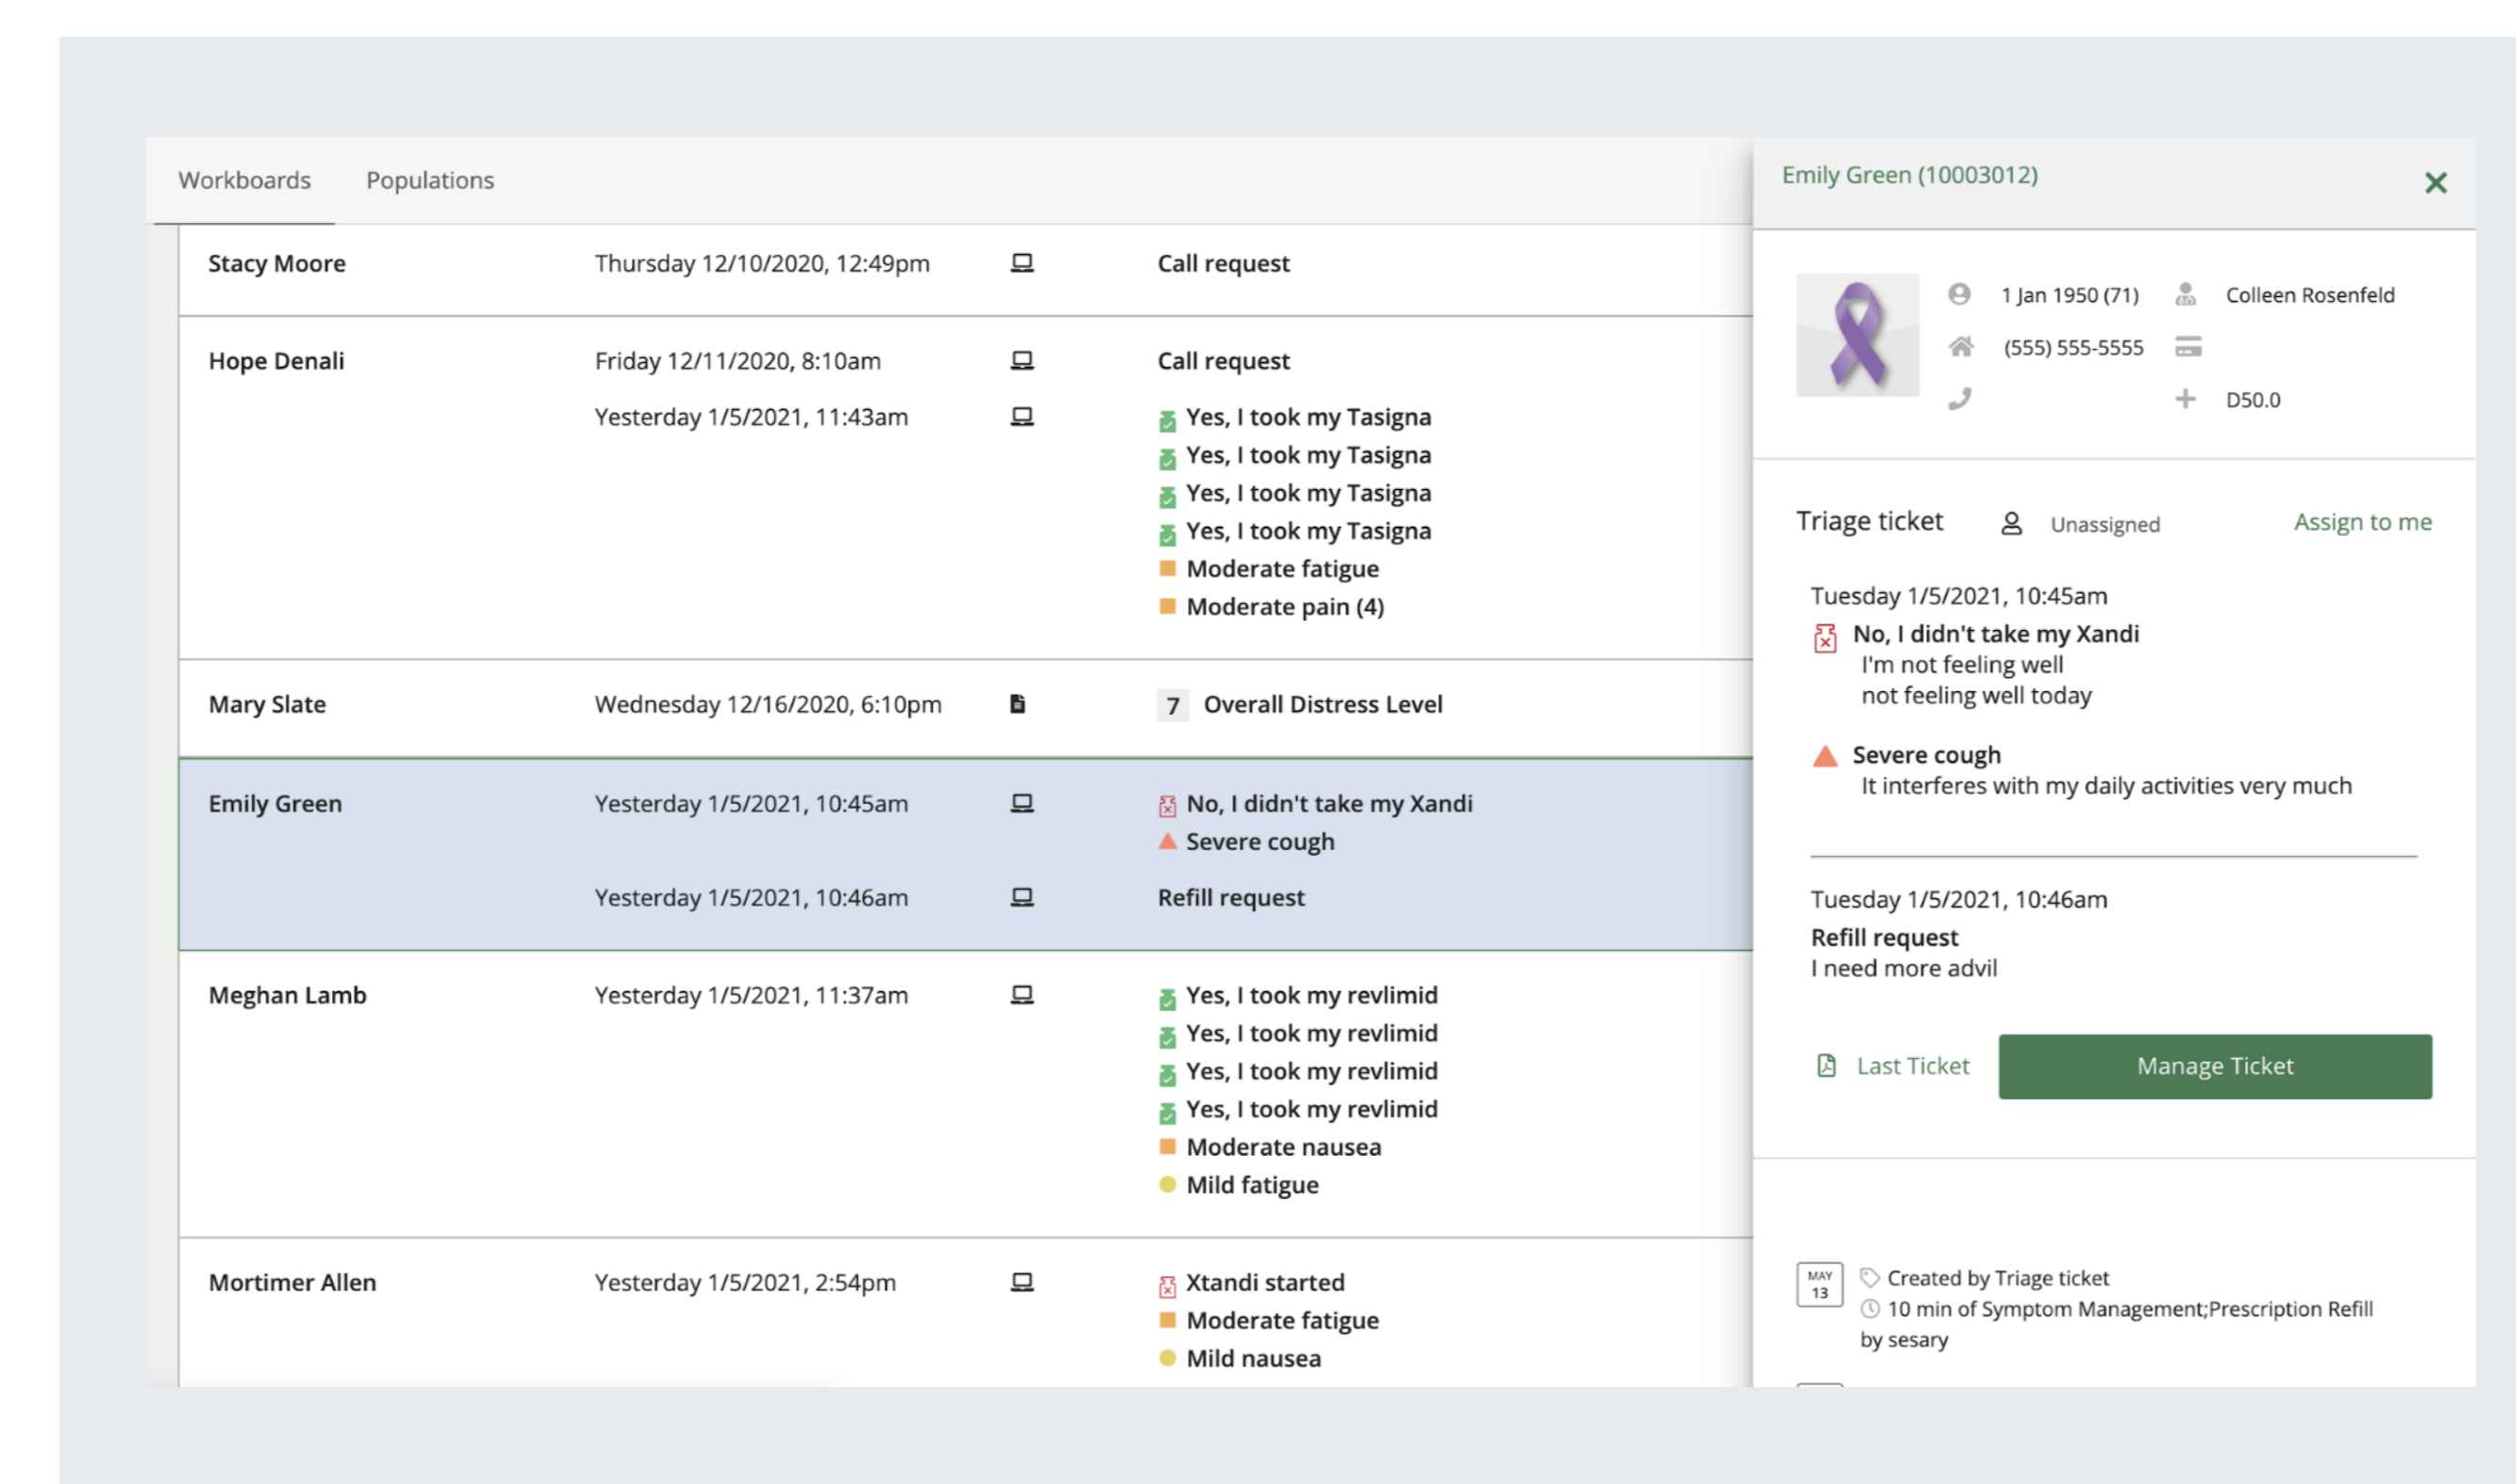 Workboards Populations
Stacy Moore Thursday 12/10/2020, 12:49pm Call request
Hope Denali Friday 12/11/2020, 8:10am Call request
Yesterday 1/5/2021, 11:43am Yes, I took my Tasigna
Yes, I took my Tasigna
Yes, I took my Tasigna
Yes, I took my Tasigna
Moderate fatigue
Moderate pain (4)
Mary Slate Wednesday 12/16/2020, 6:10pm 7 Overall Distress Level
Emily Green Yesterday 1/5/2021, 10:45am No, I didn't take my Xandi
Severe cough
Yesterday 1/5/2021, 10:46am Refill request
Meghan Lamb Yesterday 1/5/2021, 11:37am Yes, I took my revlimid
Yes, I took my revlimid
Yes, I took my revlimid
Yes, I took my revlimid
Moderate nausea
Mild fatigue
Mortimer Allen Yesterday 1/5/2021, 2:54pm Xtandi started
Moderate fatigue
Mild nausea
Emily Green (10003012)
1 Jan 1950 (71) Colleen Rosenfeld
(555) 555-5555
D50.0
Triage ticket Unassigned Assign to me
Tuesday 1/5/2021, 10:45am
No, I didn't take my Xandi
I'm not feeling well
not feeling well today
Severe cough
It interferes with my daily activities very much
Tuesday 1/5/2021, 10:46am
Refill request
I need more advil
Last Ticket Manage Ticket
MAY
13
Created by Triage ticket
10 min of Symptom Management;Prescription Refill
by sesary